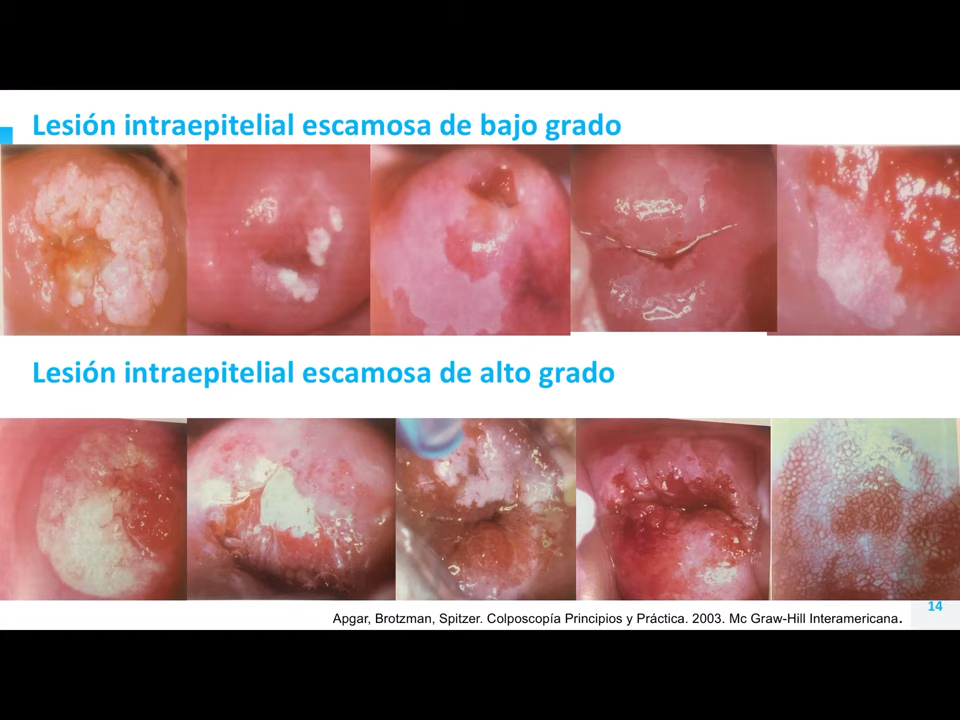 Lesión intraepitelial escamosa de bajo grado
Lesión intraepitelial escamosa de alto grado
14
Apgar, Brotzman, Spitzer. Colposcopía Principios y Práctica. 2003. Mc Graw-Hill Interamericana.